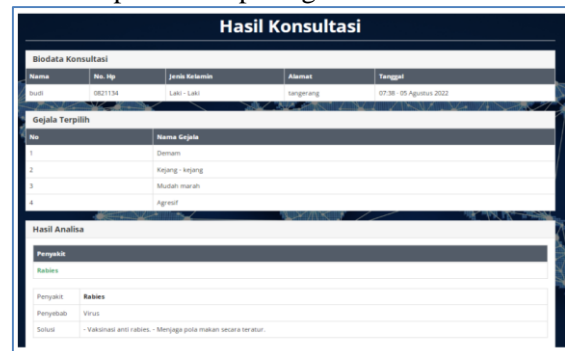 Hasil Konsultasi
Biodata Konsultasi
Nama No. Hp Jenis Kelamin Alamat Tanggal
budi 0821134 Laki - Laki tangerang 07:38 - 05 Agustus 2022
Gejala Terpilih
No Nama Gejala
1 Demam
2 Kejang - kejang
3 Mudah marah
4 Agresif
Hasil Analisa
Penyakit
Rabies
Penyakit Rabies
Penyebab Virus
Solusi - Vaksinasi anti rabies. - Menjaga pola makan secara teratur.